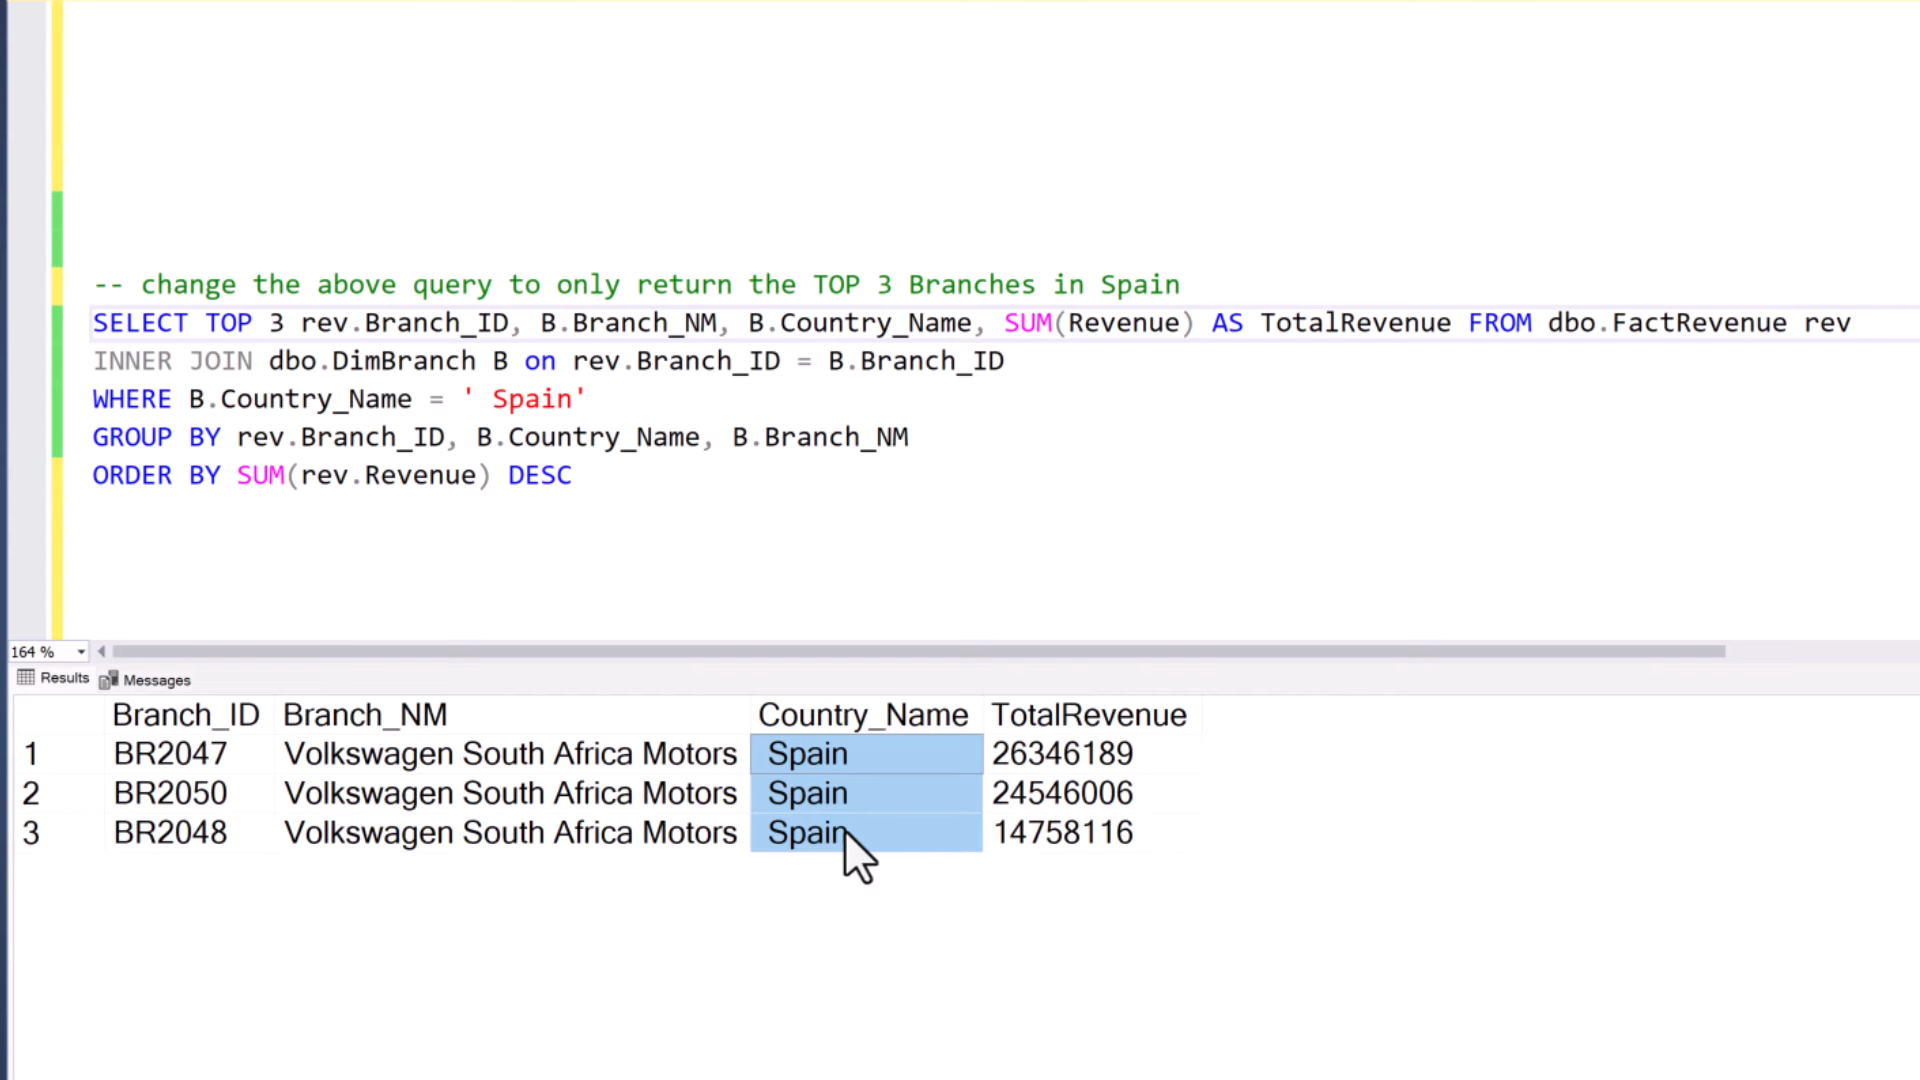 -- change the above query to only return the TOP 3 Branches in Spain
SELECT TOP 3 rev.Branch_ID, B.Branch_NM, B.Country_Name, SUM(Revenue) AS TotalRevenue FROM dbo.FactRevenue rev
INNER JOIN dbo.DimBranch B on rev.Branch_ID = B.Branch_ID
WHERE B.Country_Name = ' Spain'
GROUP BY rev.Branch_ID, B.Country_Name, B.Branch_NM
ORDER BY SUM(rev.Revenue) DESC
164 %
Results Messages
Branch_ID Branch_NM Country_Name TotalRevenue
1 BR2047 Volkswagen South Africa Motors Spain 26346189
2 BR2050 Volkswagen South Africa Motors Spain 24546006
3 BR2048 Volkswagen South Africa Motors Spain 14758116